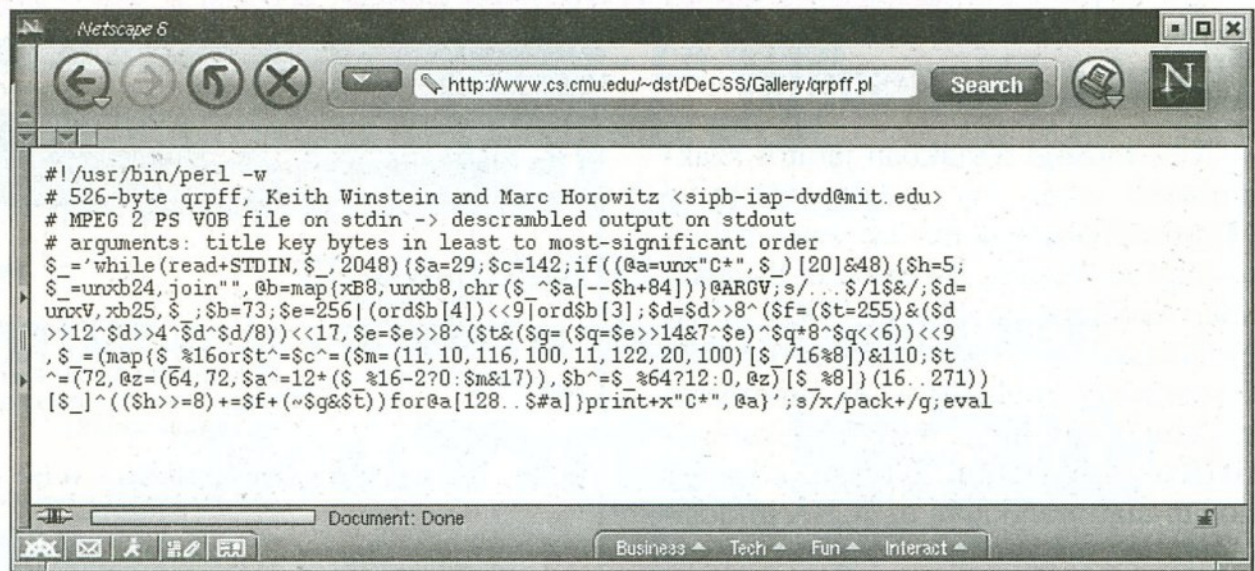 N Netscape 6
http://www.cs.cmu.edu/~dst/DeCSS/Gallery/qrpff.pl Search N
#!/usr/bin/perl -w
# 526-byte qrpff, Keith Winstein and Marc Horowitz <sipb-iap-dvd@mit.edu>
# MPEG 2 PS VOB file on stdin -> descrambled output on stdout
# arguments: title key bytes in least to most-significant order
$_='while(read+STDIN,$_,2048){$a=29;$c=142;if((@a=unx"C*",$_)[20]&48){$h=5;
$_=unxb24,join"",@b=map{xB8,unxb8,chr($_^$a[--$h+84])}@ARGV;s/...$/1$&/;$d=
unxV,xb25,$_;$b=73;$e=256|(ord$b[4])<<9|ord$b[3];$d=$d>>8^($f=($t=255)&($d
>>12^$d>>4^$d^$d/8))<<17,$e=$e>>8^($t&($g=($q=$e>>14&7^$e)^$q*8^$q<<6))<<9
,$_=(map{$_%16or$t^=$c^=($m=(11,10,116,100,11,122,20,100)[$_/16%8])&110;$t
^=(72,@z=(64,72,$a^=12*($_%16-2?0:$m&17)),$b^=$_%64?12:0,@z)[$_%8]}(16..271))
[$_]^(($h>>=8)+=$f+(~$g&$t))for@a[128..$#a]}print+x"C*",@a}';s/x/pack+/g;eval
Document: Done
Business Tech Fun Interact